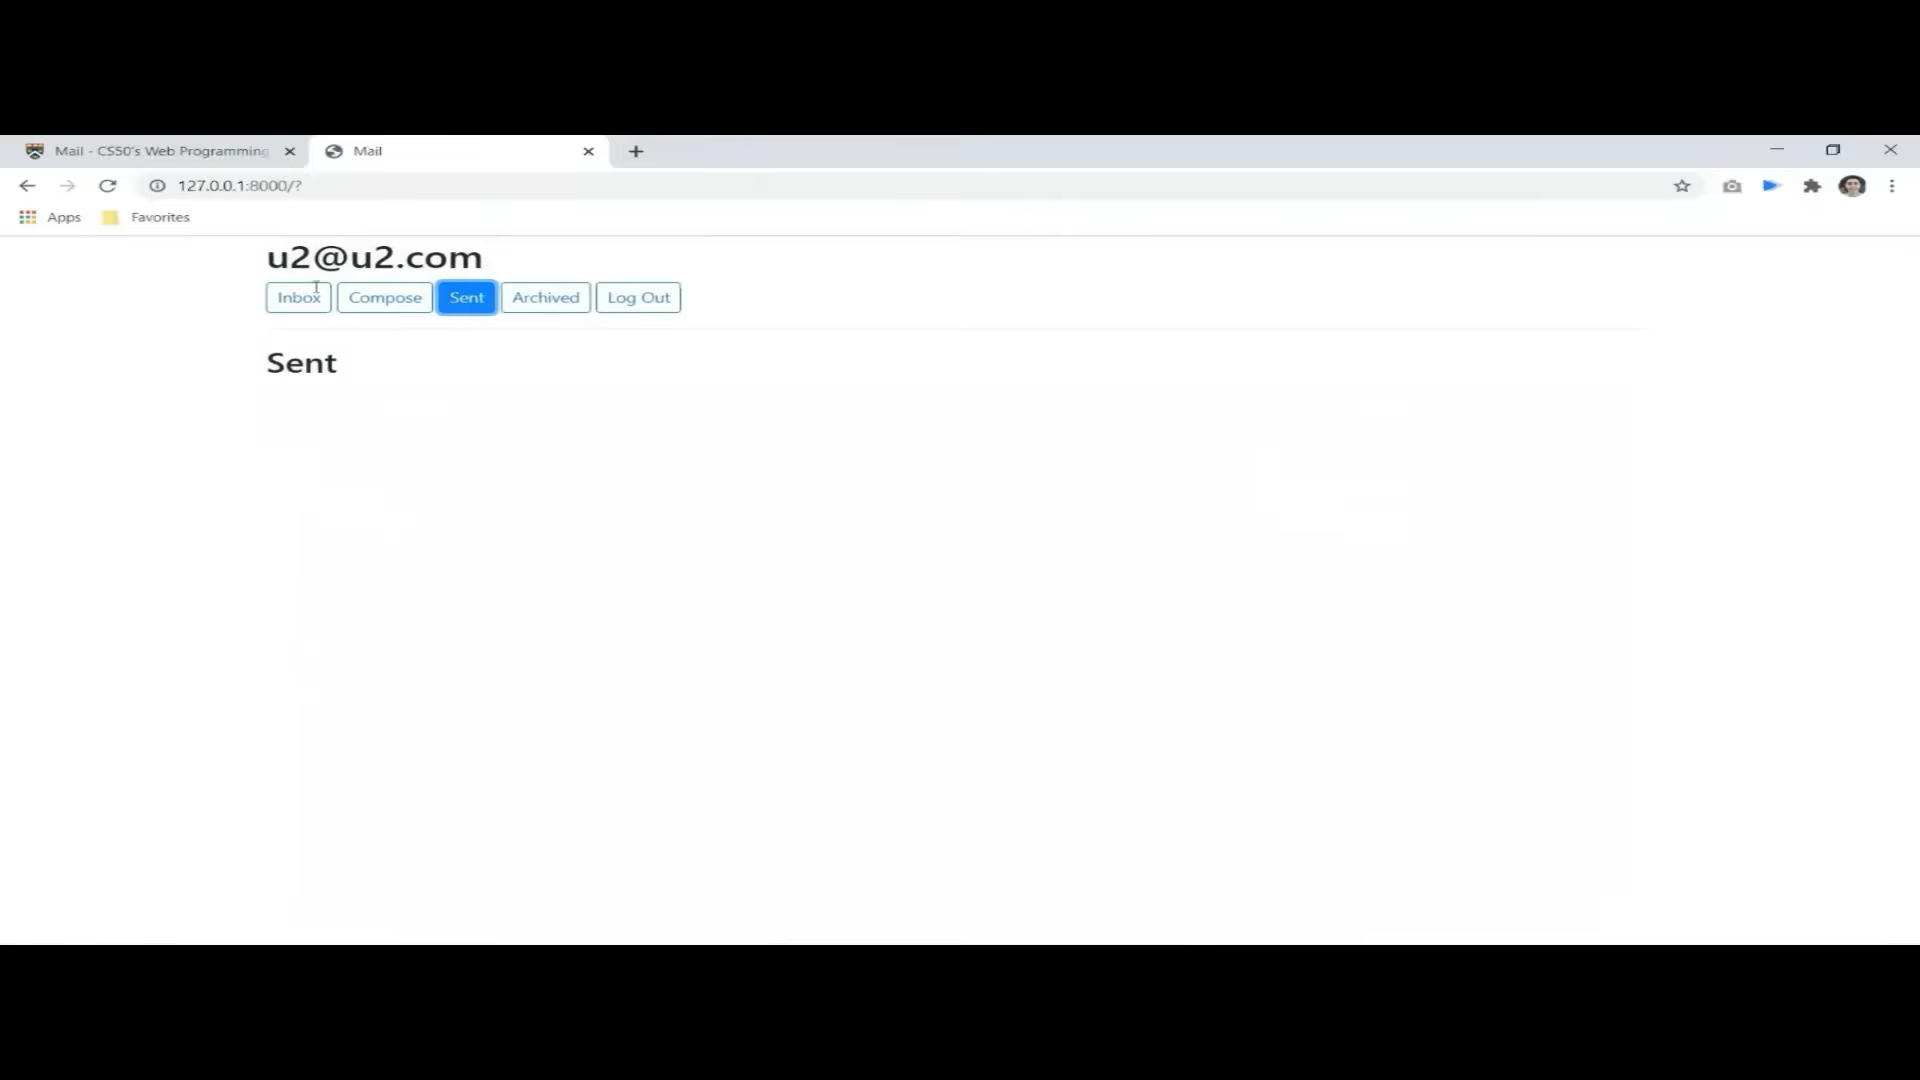 Mail - CS50's Web Programming
Mail
127.0.0.1:8000/?
Apps
Favorites
u2@u2.com
Inbox
Compose
Sent
Archived
Log Out
Sent